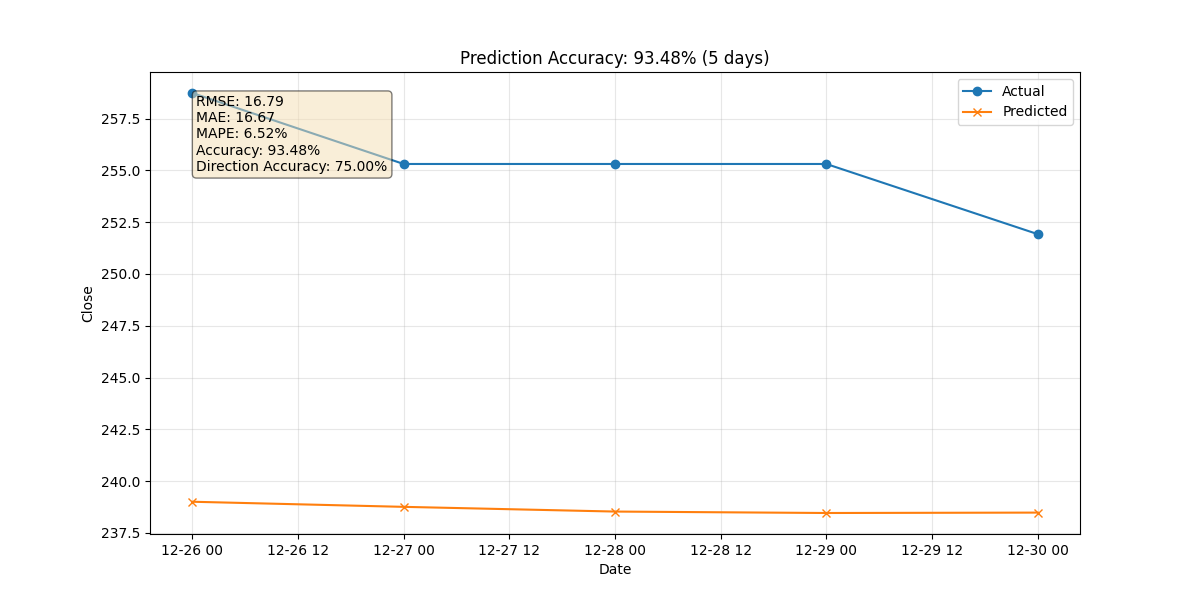 Prediction Accuracy: 93.48% (5 days)
RMSE: 16.79
MAE: 16.67
MAPE: 6.52%
Accuracy: 93.48%
Direction Accuracy: 75.00%
Actual
Predicted
257.5
255.0
252.5
250.0
247.5
245.0
242.5
240.0
237.5
Close
12-26 00 12-26 12 12-27 00 12-27 12 12-28 00 12-28 12 12-29 00 12-29 12 12-30 00
Date